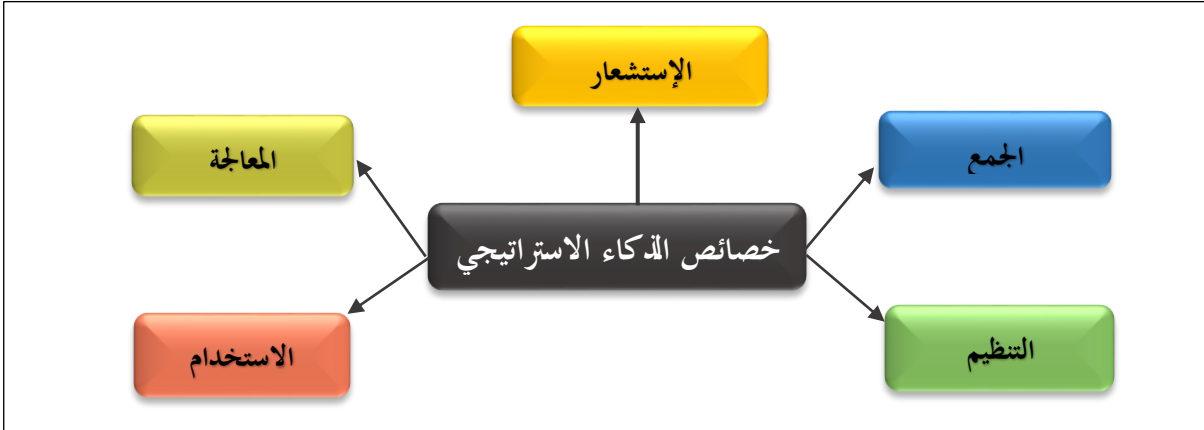 الإستشعار
الجمع
المعالجة
خصائص الذكاء الاستراتيجي
التنظيم
الاستخدام